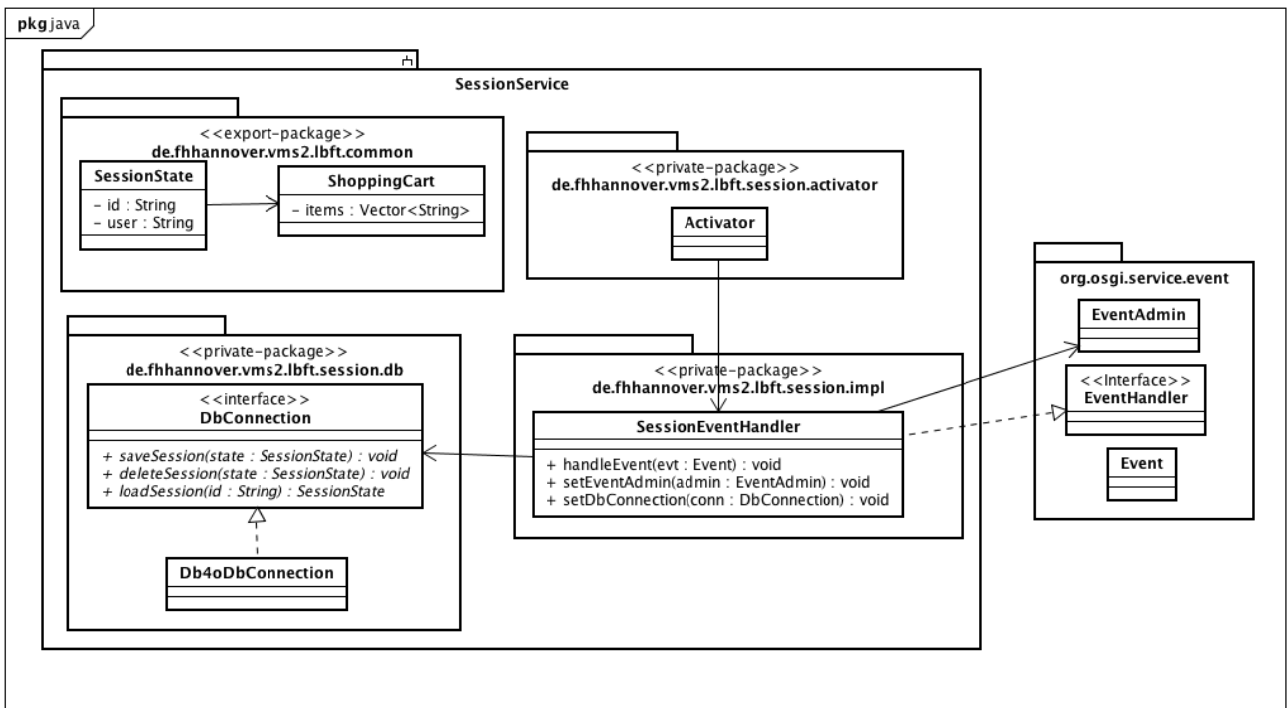 pkg java
SessionService
<<export-package>>
de.fhhannover.vms2.lbft.common
SessionState
- id : String
- user : String
ShoppingCart
- items : Vector<String>
<<private-package>>
de.fhhannover.vms2.lbft.session.activator
Activator
org.osgi.service.event
EventAdmin
<<Interface>>
EventHandler
Event
<<private-package>>
de.fhhannover.vms2.lbft.session.db
<<interface>>
DbConnection
+ saveSession(state : SessionState) : void
+ deleteSession(state : SessionState) : void
+ loadSession(id : String) : SessionState
Db4oDbConnection
<<private-package>>
de.fhhannover.vms2.lbft.session.impl
SessionEventHandler
+ handleEvent(evt : Event) : void
+ setEventAdmin(admin : EventAdmin) : void
+ setDbConnection(conn : DbConnection) : void